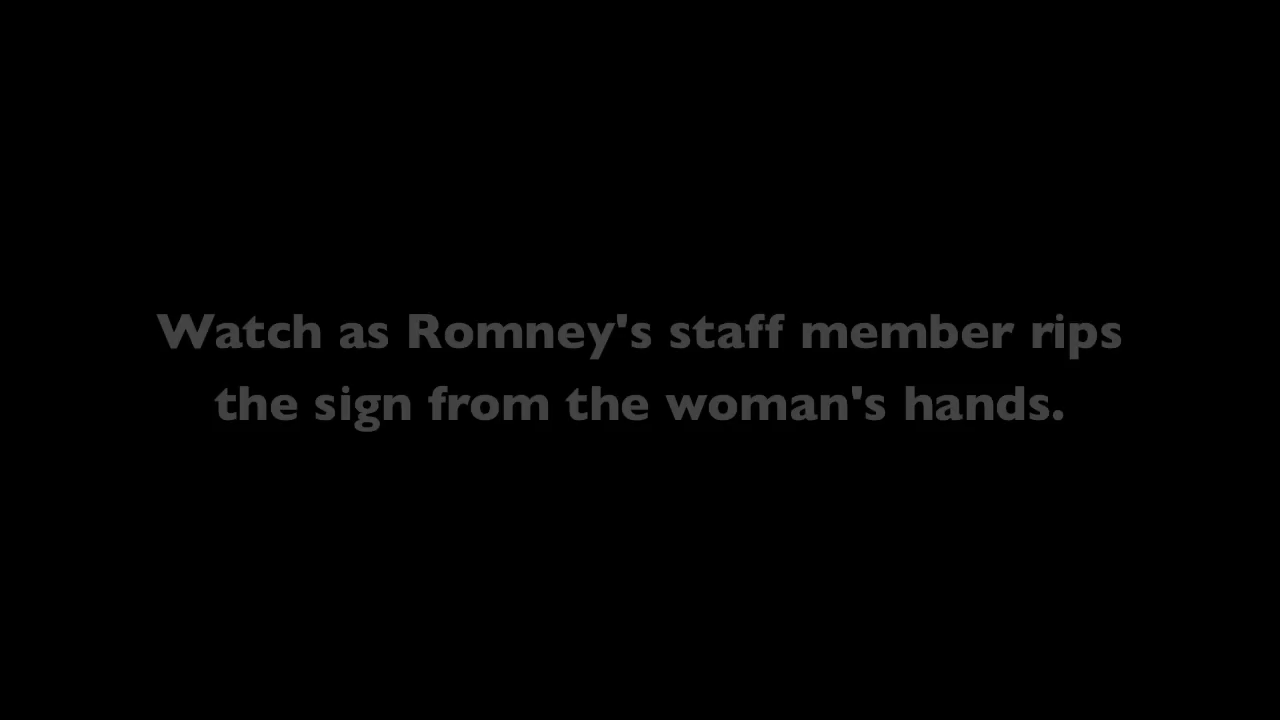 Watch as Romney's staff member rips
the sign from the woman's hands.